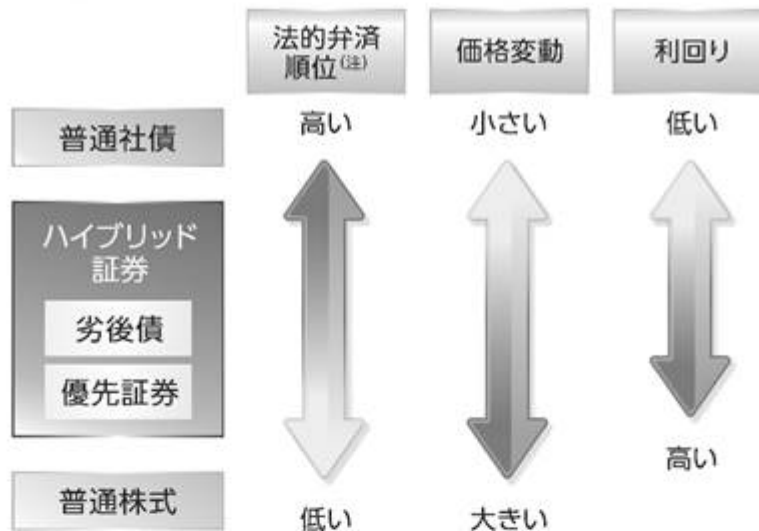 法的弁済
順位(注)
価格変動
利回り
普通社債
高い
小さい
低い
ハイブリッド
証券
劣後債
優先証券
高い
普通株式
低い
大きい